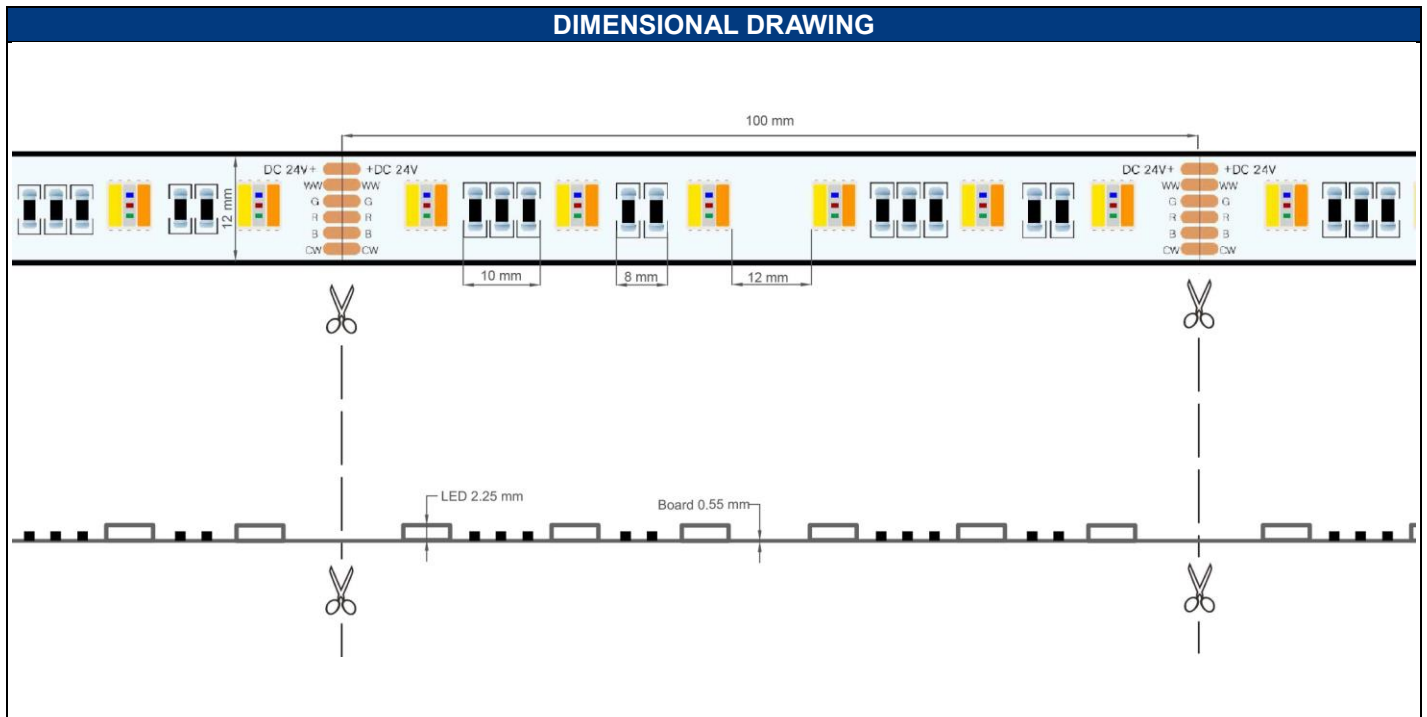 DIMENSIONAL DRAWING
100 mm
DC 24V+ +DC 24V
WW WW
G G
R R
B B
CW CW
12 mm
DC 24V+ +DC 24V
WW WW
G G
R R
B B
CW CW
10 mm
8 mm
12 mm
LED 2.25 mm
Board 0.55 mm